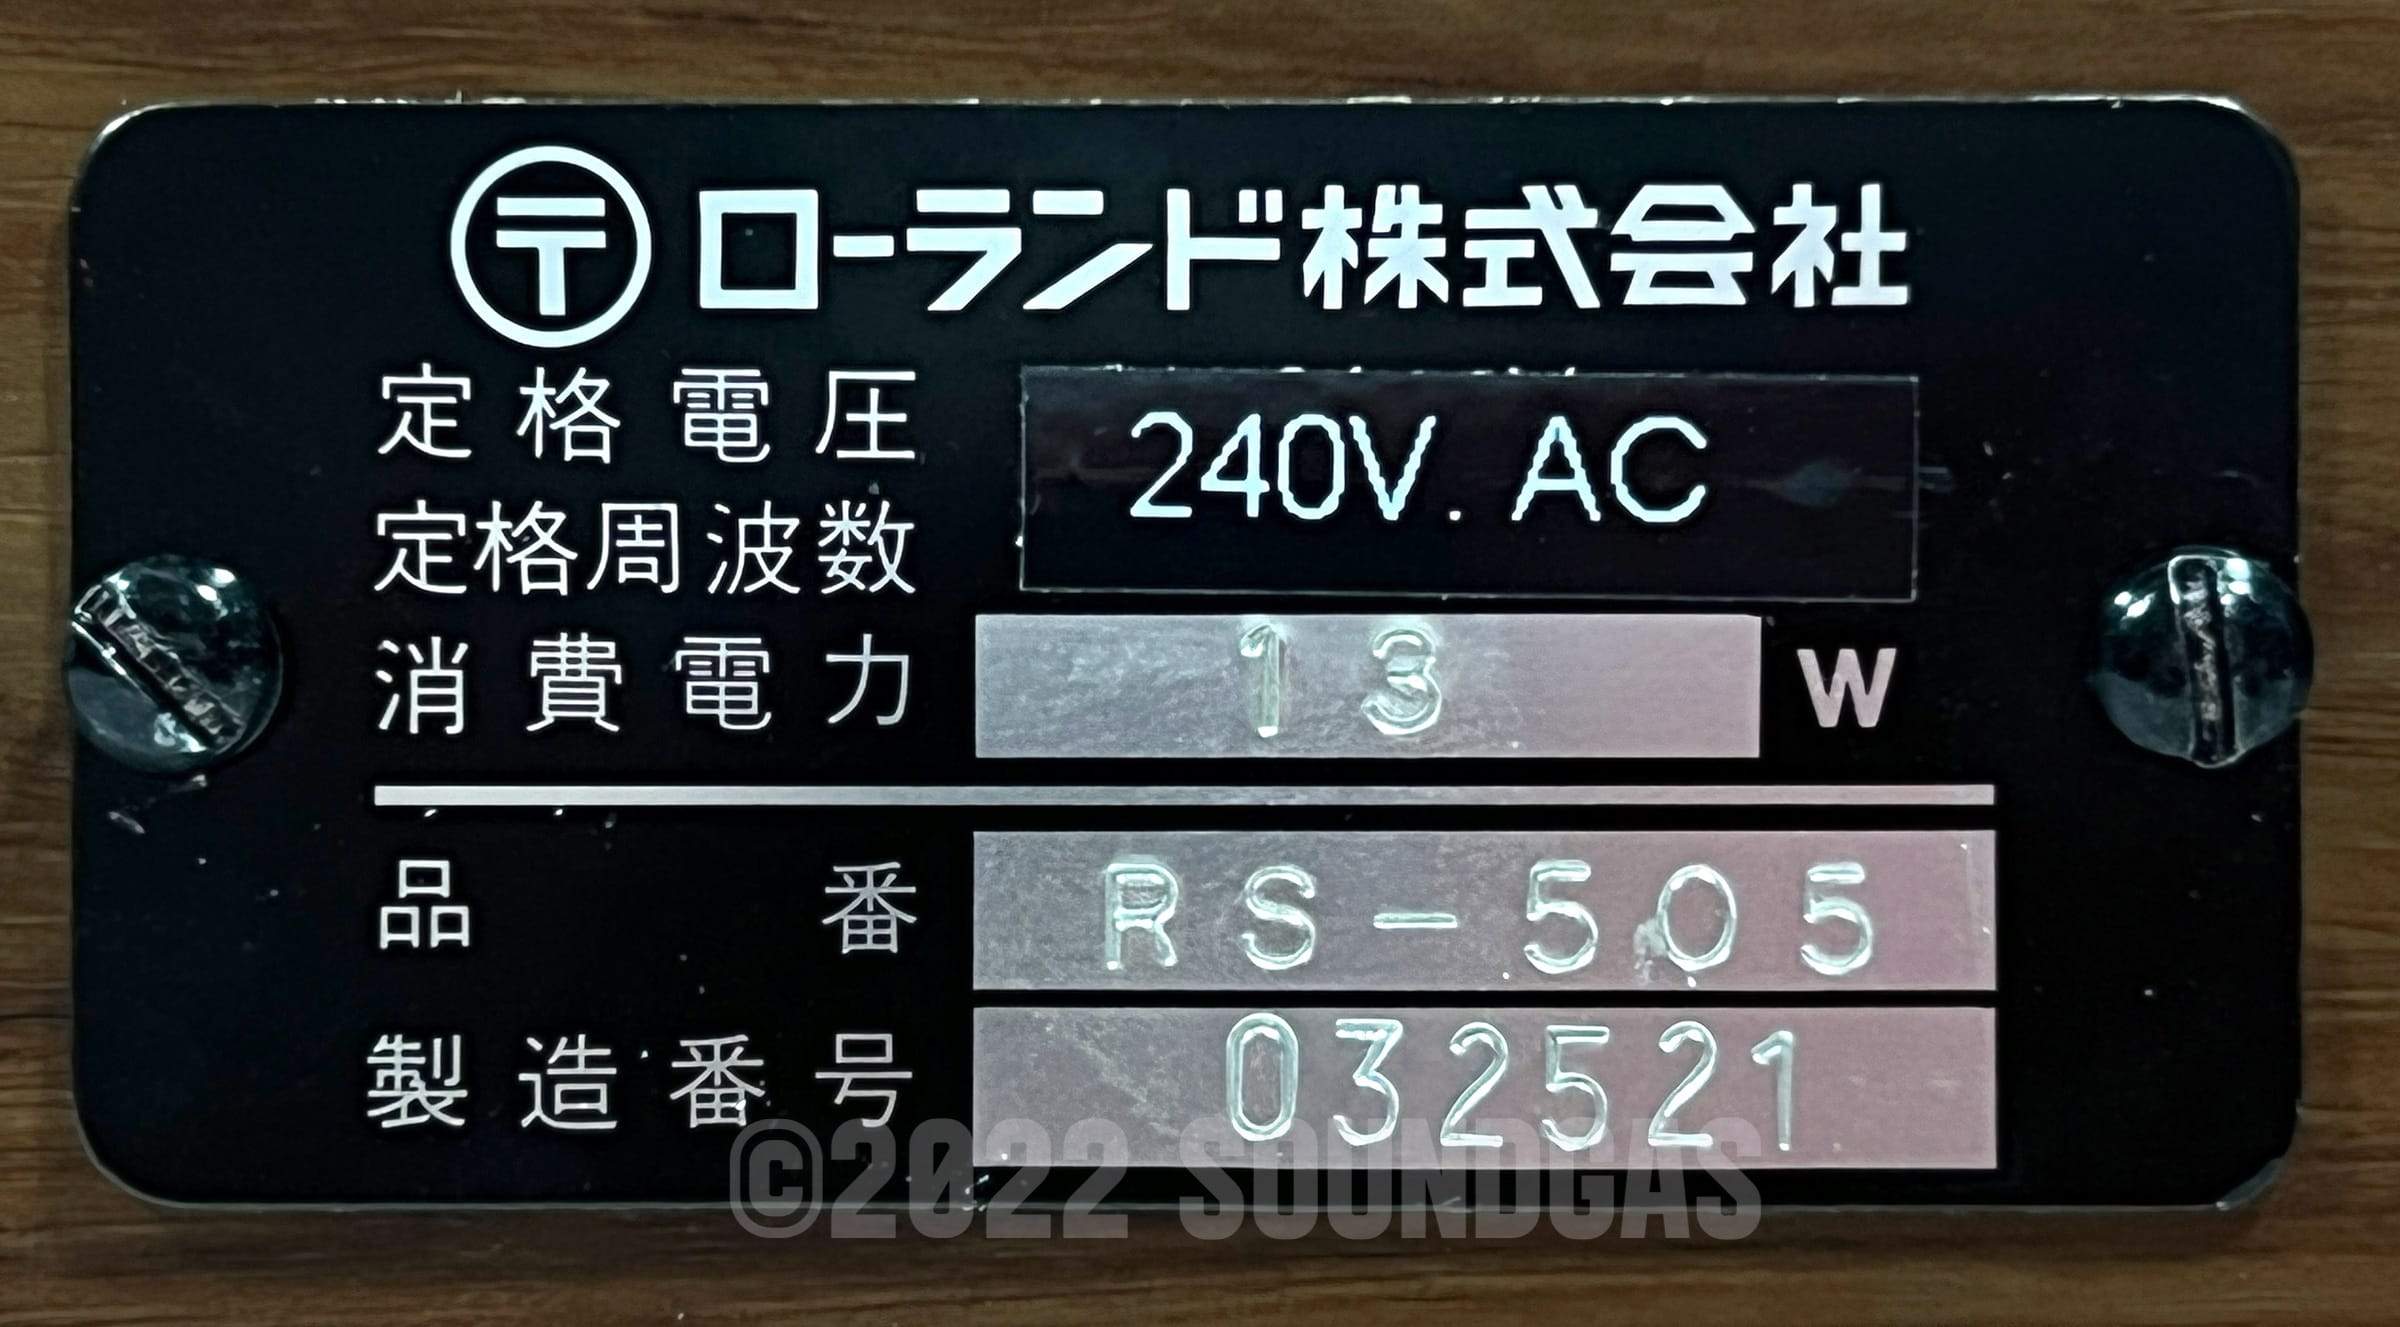 〶 ローランド株式会社
定格電圧 240V. AC
定格周波数
消費電力 13 W
品番 RS-505
製造番号 032521
©2022 SOUNDGAS